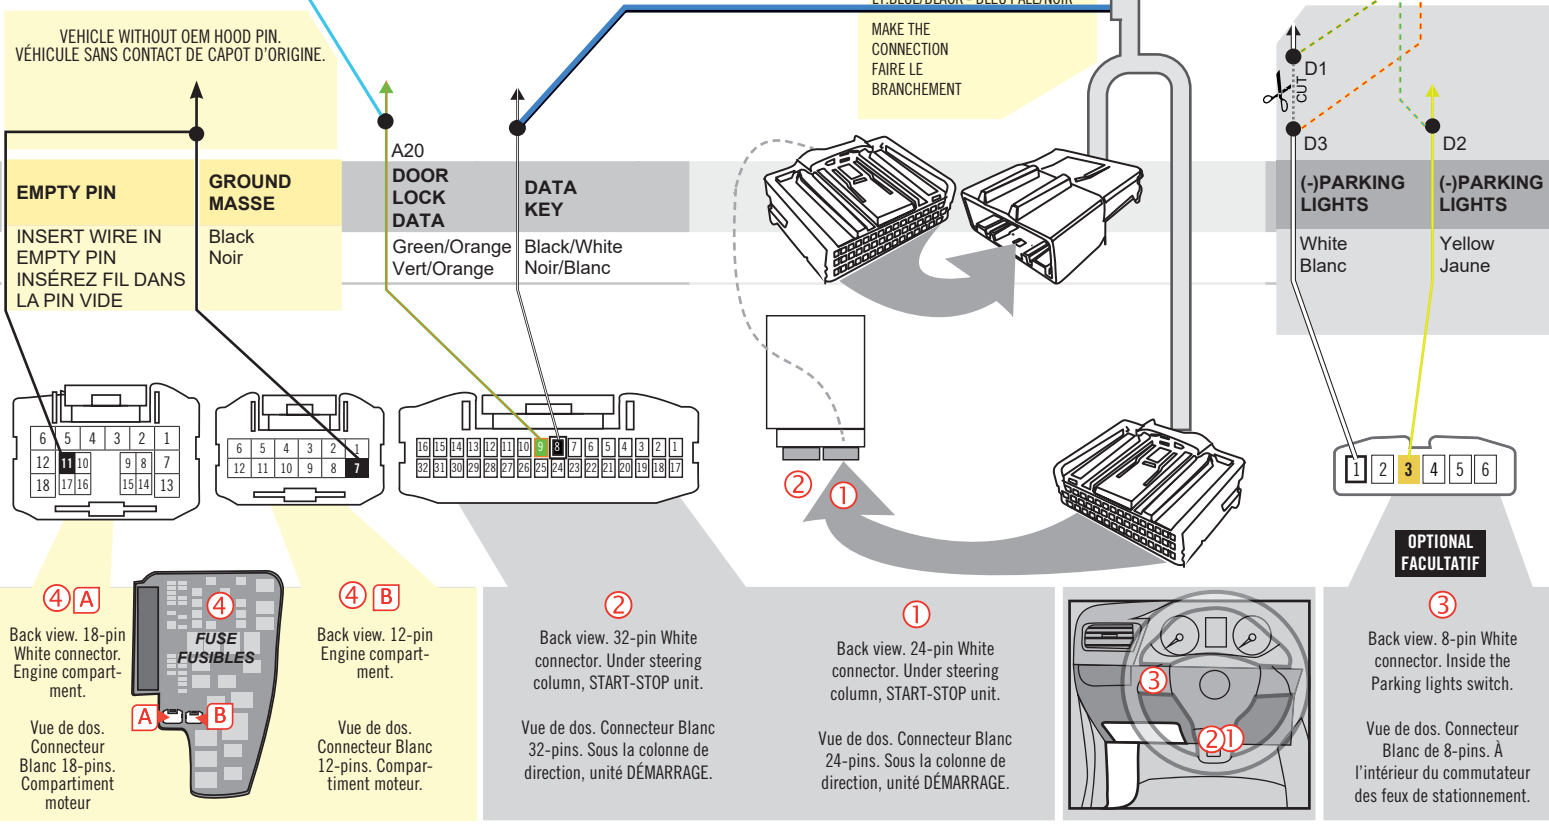 LT.BLUE/BLACK - BLEU PÂLE/NOIR
MAKE THE
CONNECTION
FAIRE LE
BRANCHEMENT
VEHICLE WITHOUT OEM HOOD PIN.
VÉHICULE SANS CONTACT DE CAPOT D'ORIGINE.
D1
CUT
D3
D2
A20
EMPTY PIN
GROUND
MASSE
DOOR
LOCK
DATA
DATA
KEY
(-)PARKING
LIGHTS
(-)PARKING
LIGHTS
INSERT WIRE IN
EMPTY PIN
INSÉREZ FIL DANS
LA PIN VIDE
Black
Noir
Green/Orange
Vert/Orange
Black/White
Noir/Blanc
White
Blanc
Yellow
Jaune
6 5 4 3 2 1
12 11 10 9 8 7
18 17 16 15 14 13
6 5 4 3 2 1
12 11 10 9 8 7
16 15 14 13 12 11 10 9 8 7 6 5 4 3 2 1
32 31 30 29 28 27 26 25 24 23 22 21 20 19 18 17
② ①
1 2 3 4 5 6
OPTIONAL
FACULTATIF
④ A
Back view. 18-pin
White connector.
Engine compart-
ment.
Vue de dos.
Connecteur
Blanc 18-pins.
Compartiment
moteur
④
FUSE
FUSIBLES
A B
④ B
Back view. 12-pin
Engine compart-
ment.
Vue de dos.
Connecteur Blanc
12-pins. Compar-
timent moteur.
②
Back view. 32-pin White
connector. Under steering
column, START-STOP unit.
Vue de dos. Connecteur Blanc
32-pins. Sous la colonne de
direction, unité DÉMARRAGE.
①
Back view. 24-pin White
connector. Under steering
column, START-STOP unit.
Vue de dos. Connecteur Blanc
24-pins. Sous la colonne de
direction, unité DÉMARRAGE.
③
②①
③
Back view. 8-pin White
connector. Inside the
Parking lights switch.
Vue de dos. Connecteur
Blanc de 8-pins. À
l'intérieur du commutateur
des feux de stationnement.